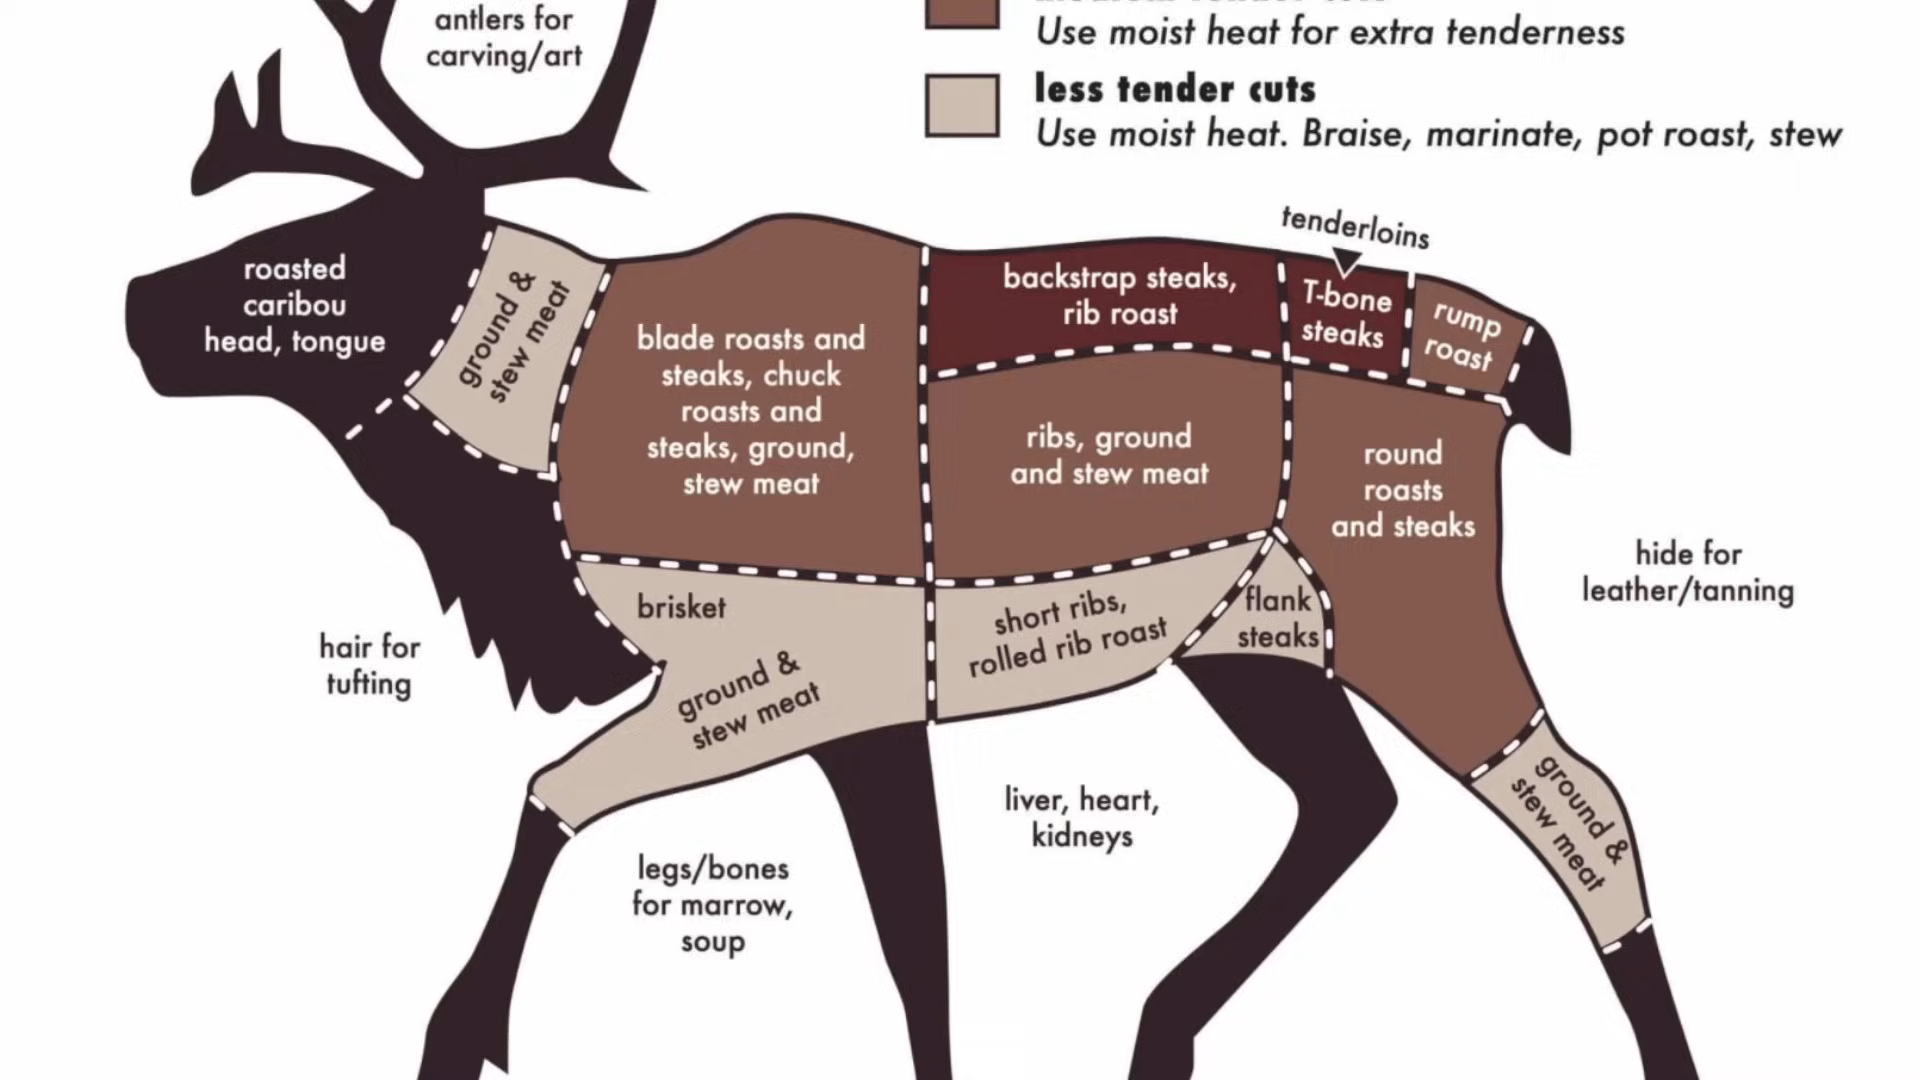 antlers for
carving/art
Use moist heat for extra tenderness
less tender cuts
Use moist heat. Braise, marinate, pot roast, stew
tenderloins
roasted
caribou
head, tongue
ground &
stew meat
blade roasts and
steaks, chuck
roasts and
steaks, ground,
stew meat
backstrap steaks,
rib roast
T-bone
steaks
rump
roast
ribs, ground
and stew meat
round
roasts
and steaks
hide for
leather/tanning
brisket
ground &
stew meat
short ribs,
rolled rib roast
flank
steaks
hair for
tufting
liver, heart,
kidneys
ground &
stew meat
legs/bones
for marrow,
soup